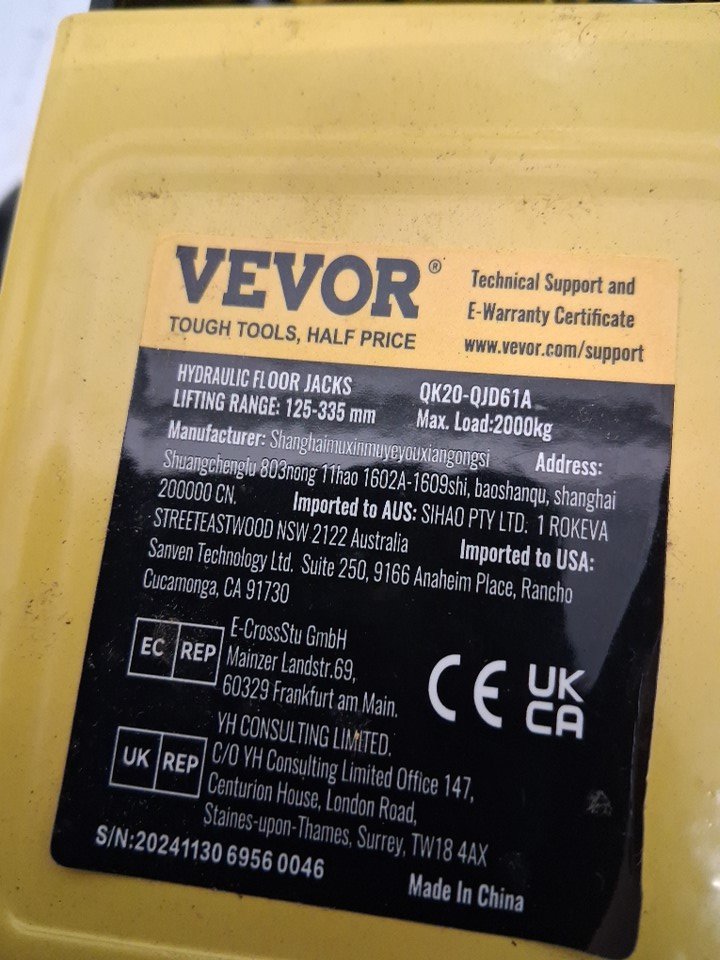 VEVOR®
TOUGH TOOLS, HALF PRICE
Technical Support and
E-Warranty Certificate
www.vevor.com/support
HYDRAULIC FLOOR JACKS QK20-QJD61A
LIFTING RANGE: 125-335 mm Max. Load:2000kg
Manufacturer: Shanghaimuxinmuyeyouxiangongsi Address:
Shuangchenglu 803nong 11hao 1602A-1609shi, baoshanqu, shanghai
200000 CN. Imported to AUS: SIHAO PTY LTD. 1 ROKEVA
STREETEASTWOOD NSW 2122 Australia Imported to USA:
Sanven Technology Ltd. Suite 250, 9166 Anaheim Place, Rancho
Cucamonga, CA 91730
EC REP
E-CrossStu GmbH
Mainzer Landstr.69,
60329 Frankfurt am Main.
CE UK CA
UK REP
YH CONSULTING LIMITED.
C/O YH Consulting Limited Office 147,
Centurion House, London Road,
Staines-upon-Thames, Surrey, TW18 4AX
S/N:20241130 6956 0046
Made In China